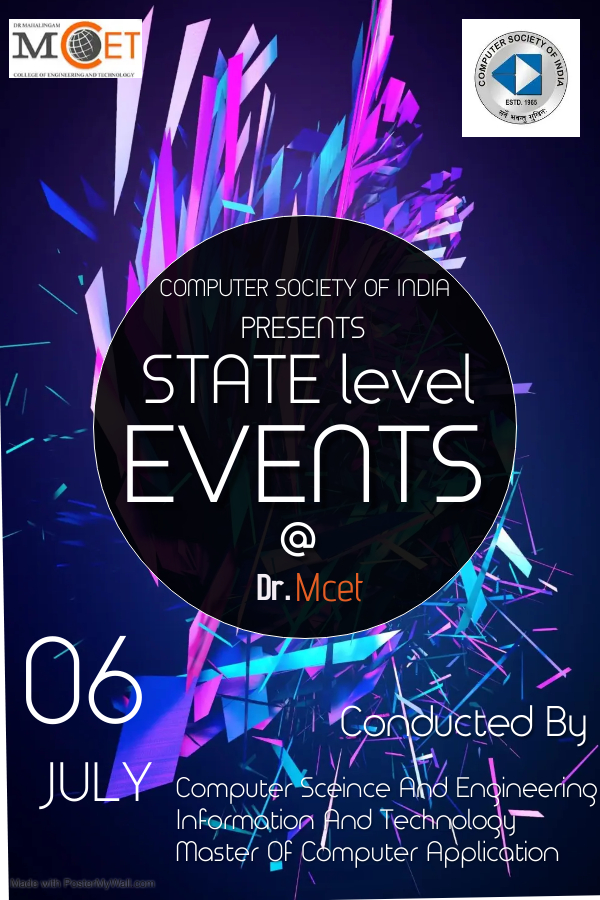 DR.MAHALINGAM
MCET
COLLEGE OF ENGINEERING AND TECHNOLOGY
COMPUTER SOCIETY OF INDIA
ESTD. 1965
COMPUTER SOCIETY OF INDIA
PRESENTS
STATE level
EVENTS
@
Dr.Mcet
06
JULY
Conducted By
Computer Sceince And Engineering
Information And Technology
Master Of Computer Application
Made with PosterMyWall.com